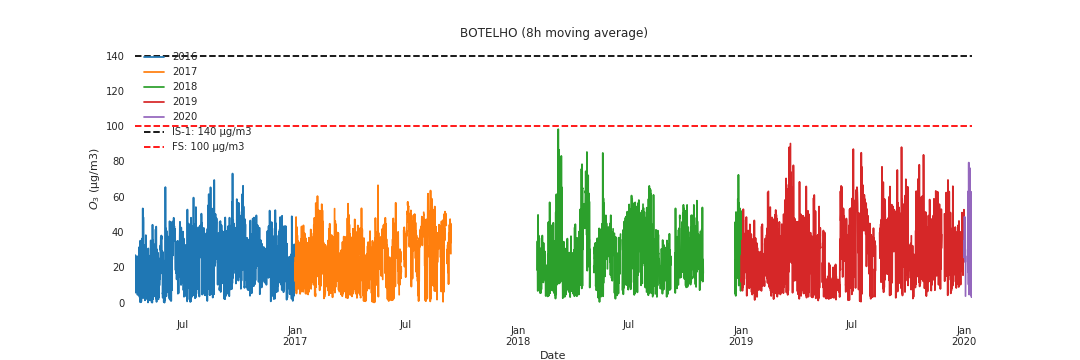 BOTELHO (8h moving average)
140
120
100
80
60
40
20
0
O3 (µg/m3)
2016
2017
2018
2019
2020
IS-1: 140 µg/m3
FS: 100 µg/m3
Jul
Jan
2017
Jul
Jan
2018
Jul
Jan
2019
Jul
Jan
2020
Date